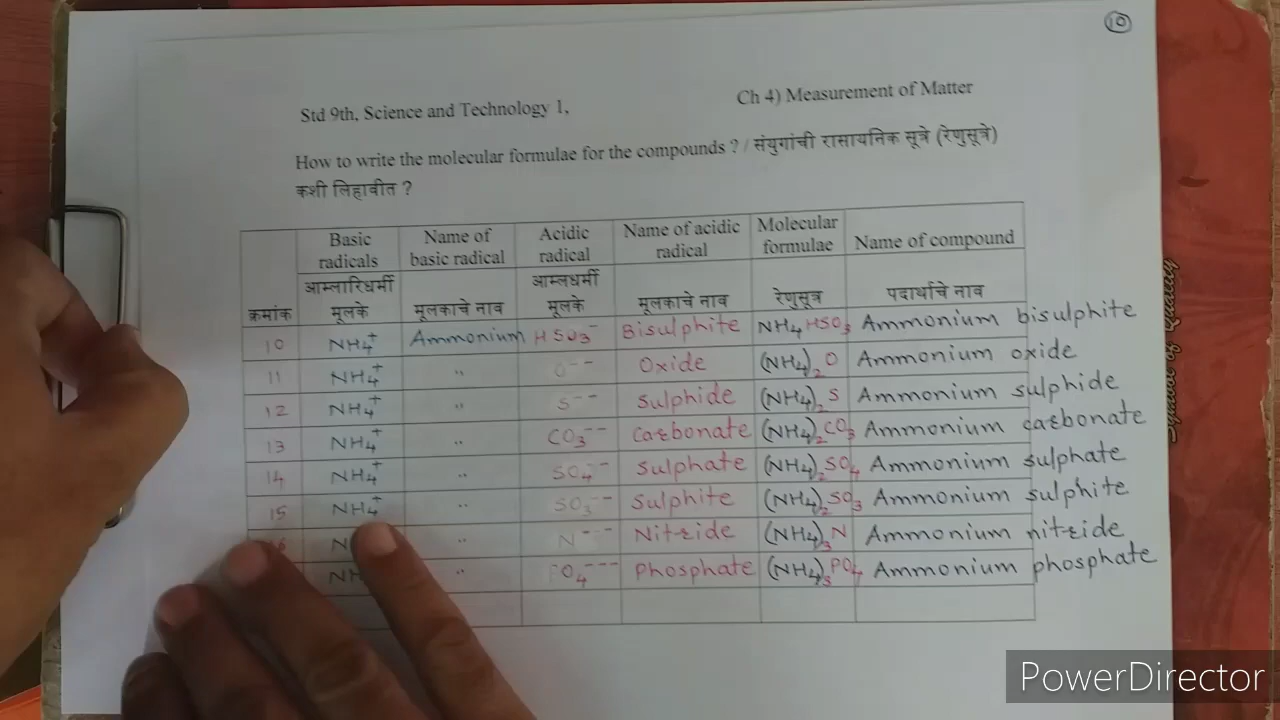 10
Std 9th, Science and Technology 1, Ch 4) Measurement of Matter
How to write the molecular formulae for the compounds ? / संयुगांची रासायनिक सूत्रे (रेणुसूत्रे)
कशी लिहावीत ?
Basic radicals Name of basic radical Acidic radical Name of acidic radical Molecular formulae Name of compound
क्रमांक आम्लारिधर्मी मूलके मूलकाचे नाव आम्लधर्मी मूलके मूलकाचे नाव रेणुसूत्र पदार्थाचे नाव
10 NH4+ Ammonium HSO3- Bisulphite NH4HSO3 Ammonium bisulphite
11 NH4+ " O-- Oxide (NH4)2O Ammonium oxide
12 NH4+ " S-- Sulphide (NH4)2S Ammonium sulphide
13 NH4+ " CO3-- Carbonate (NH4)2CO3 Ammonium carbonate
14 NH4+ " SO4-- Sulphate (NH4)2SO4 Ammonium sulphate
15 NH4+ " SO3-- Sulphite (NH4)2SO3 Ammonium sulphite
" N--- Nitride (NH4)3N Ammonium nitride
NH " PO4--- Phosphate (NH4)3PO4 Ammonium phosphate
PowerDirector